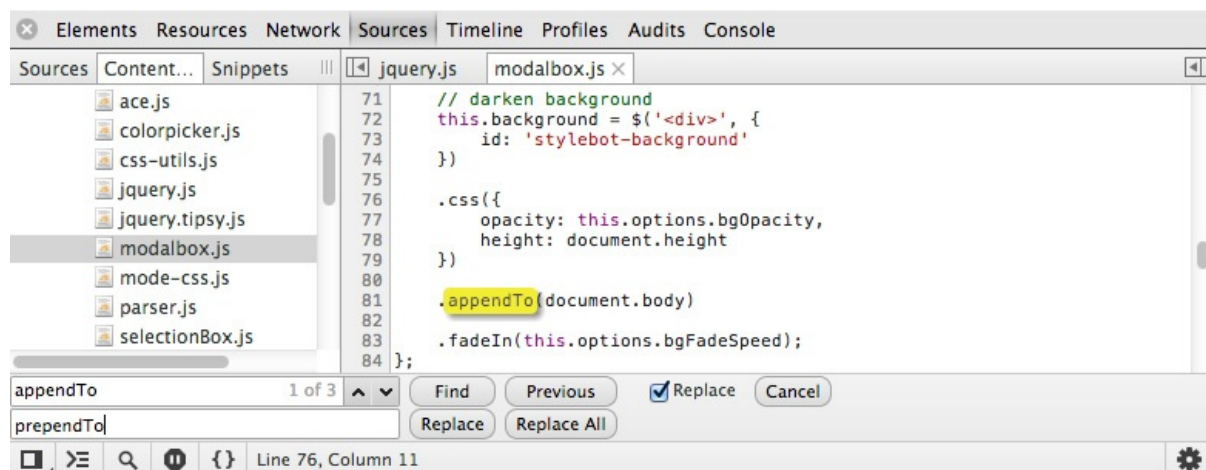 Elements Resources Network Sources Timeline Profiles Audits Console
Sources Content... Snippets jquery.js modalbox.js ×
ace.js
colorpicker.js
css-utils.js
jquery.js
jquery.tipsy.js
modalbox.js
mode-css.js
parser.js
selectionBox.js
71 // darken background
72 this.background = $('<div>', {
73 id: 'stylebot-background'
74 })
75
76 .css({
77 opacity: this.options.bgOpacity,
78 height: document.height
79 })
80
81 .appendTo(document.body)
82
83 .fadeIn(this.options.bgFadeSpeed);
84 };
appendTo 1 of 3 Find Previous Replace Cancel
prependTo Replace Replace All
{} Line 76, Column 11